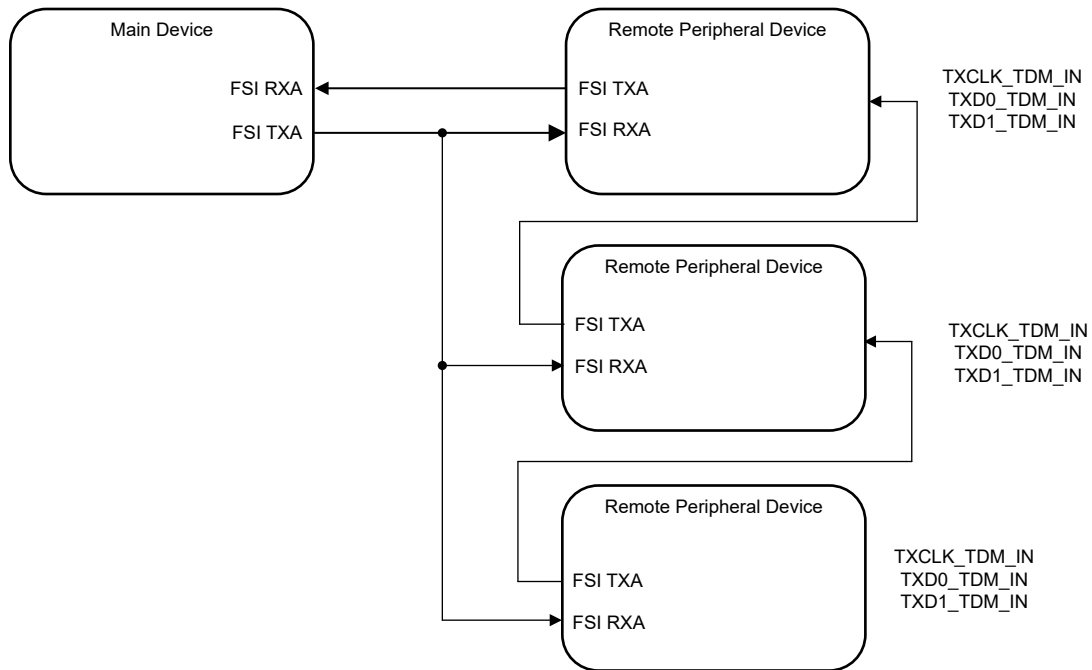 Main Device
FSI RXA
FSI TXA
Remote Peripheral Device
FSI TXA
FSI RXA
TXCLK_TDM_IN
TXD0_TDM_IN
TXD1_TDM_IN
Remote Peripheral Device
FSI TXA
FSI RXA
TXCLK_TDM_IN
TXD0_TDM_IN
TXD1_TDM_IN
Remote Peripheral Device
FSI TXA
FSI RXA
TXCLK_TDM_IN
TXD0_TDM_IN
TXD1_TDM_IN